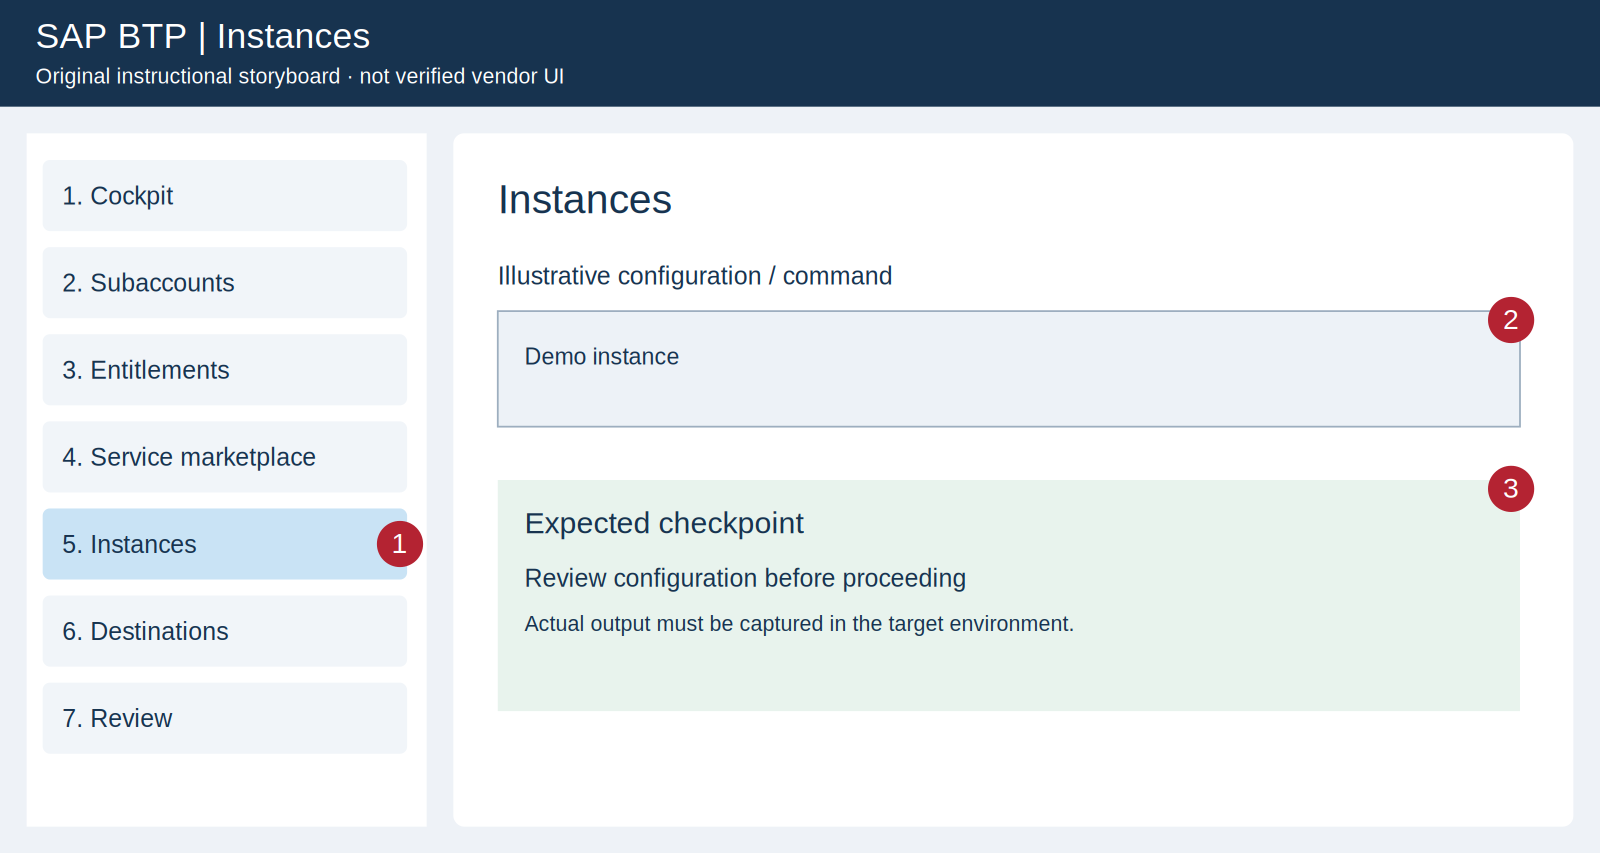 SAP BTP | Instances
Original instructional storyboard · not verified vendor UI
1. Cockpit
2. Subaccounts
3. Entitlements
4. Service marketplace
5. Instances
1
6. Destinations
7. Review
Instances
Illustrative configuration / command
2
Demo instance
3
Expected checkpoint
Review configuration before proceeding
Actual output must be captured in the target environment.